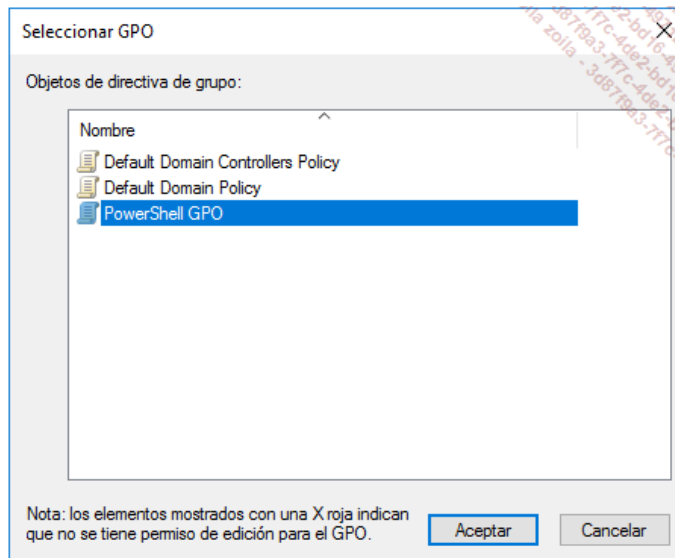 Seleccionar GPO
Objetos de directiva de grupo:
Nombre
Default Domain Controllers Policy
Default Domain Policy
PowerShell GPO
Nota: los elementos mostrados con una X roja indican
que no se tiene permiso de edición para el GPO.
Aceptar
Cancelar